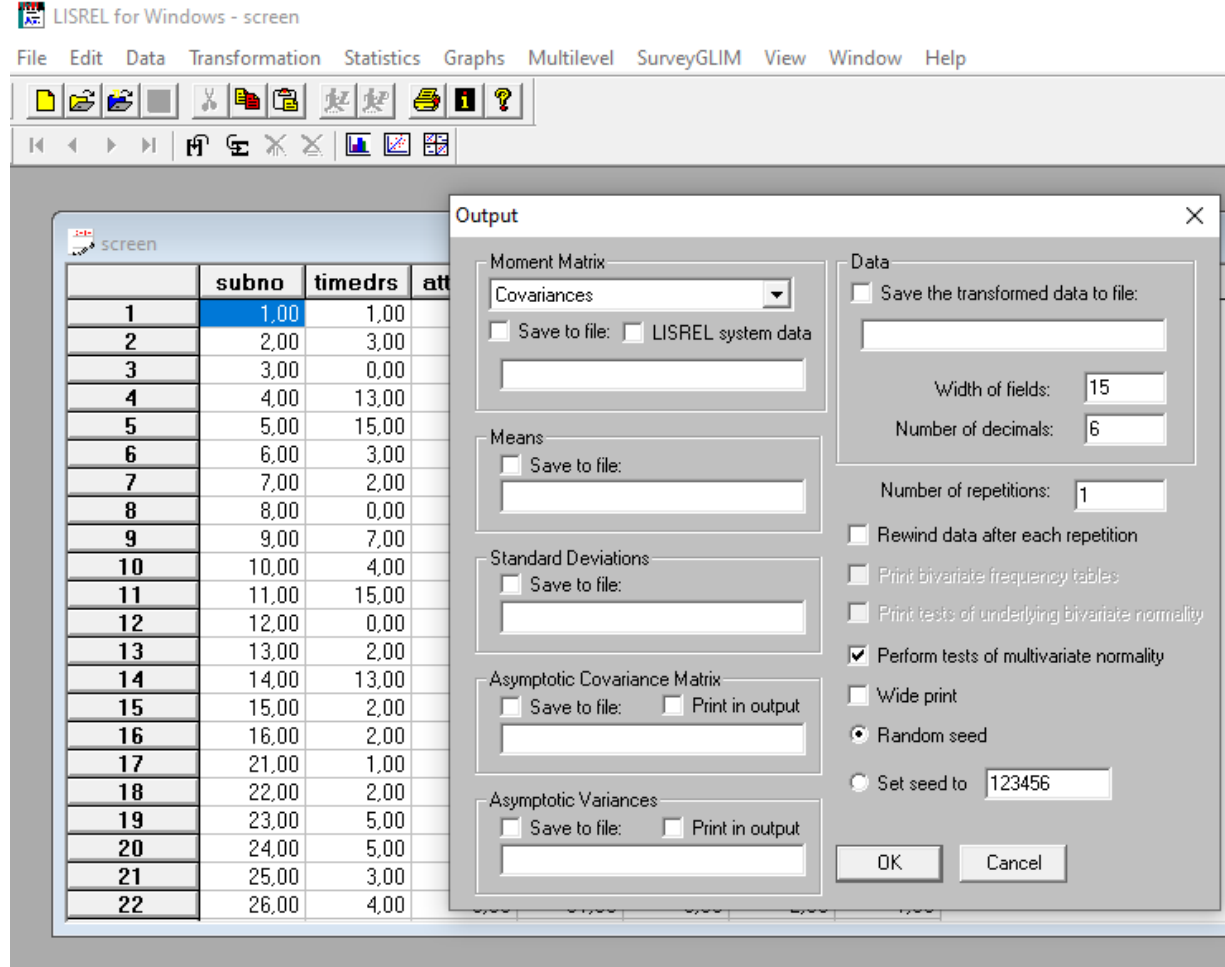 LISREL for Windows - screen
File Edit Data Transformation Statistics Graphs Multilevel SurveyGLIM View Window Help
screen
subno timedrs att
1 1,00 1,00
2 2,00 3,00
3 3,00 0,00
4 4,00 13,00
5 5,00 15,00
6 6,00 3,00
7 7,00 2,00
8 8,00 0,00
9 9,00 7,00
10 10,00 4,00
11 11,00 15,00
12 12,00 0,00
13 13,00 2,00
14 14,00 13,00
15 15,00 2,00
16 16,00 2,00
17 21,00 1,00
18 22,00 2,00
19 23,00 5,00
20 24,00 5,00
21 25,00 3,00
22 26,00 4,00
Output
Moment Matrix
Covariances
Save to file: LISREL system data
Means
Save to file:
Standard Deviations
Save to file:
Asymptotic Covariance Matrix
Save to file: Print in output
Asymptotic Variances
Save to file: Print in output
Data
Save the transformed data to file:
Width of fields: 15
Number of decimals: 6
Number of repetitions: 1
Rewind data after each repetition
Print bivariate frequency tables
Print tests of underlying bivariate normality
Perform tests of multivariate normality
Wide print
Random seed
Set seed to 123456
OK Cancel